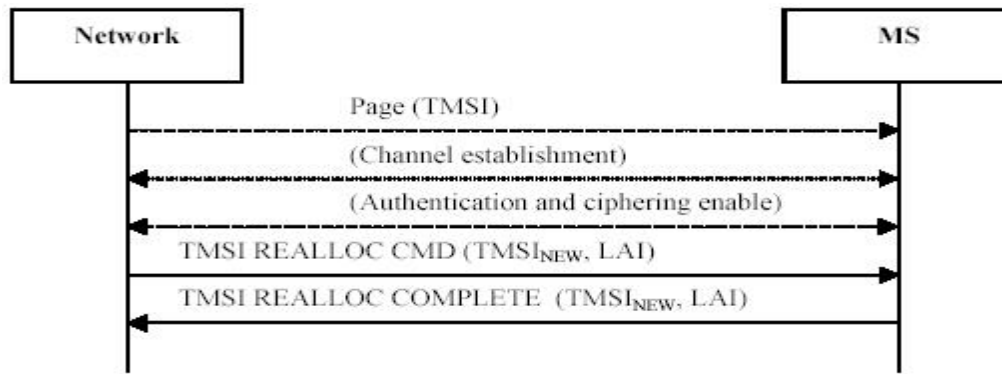 Network
MS
Page (TMSI)
(Channel establishment)
(Authentication and ciphering enable)
TMSI REALLOC CMD (TMSINEW, LAI)
TMSI REALLOC COMPLETE (TMSINEW, LAI)